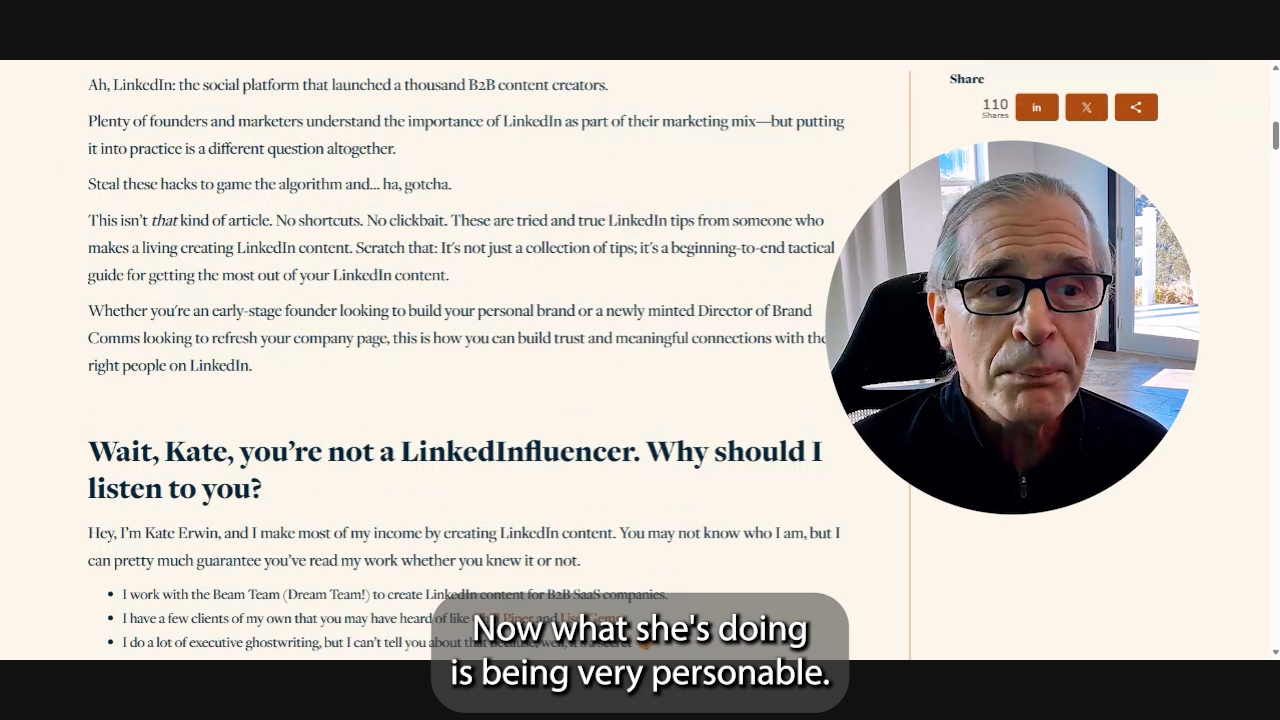 Ah, LinkedIn: the social platform that launched a thousand B2B content creators.
Plenty of founders and marketers understand the importance of LinkedIn as part of their marketing mix—but putting
it into practice is a different question altogether.
Steal these hacks to game the algorithm and... ha, gotcha.
This isn't that kind of article. No shortcuts. No clickbait. These are tried and true LinkedIn tips from someone who
makes a living creating LinkedIn content. Scratch that: It's not just a collection of tips; it's a beginning-to-end tactical
guide for getting the most out of your LinkedIn content.
Whether you're an early-stage founder looking to build your personal brand or a newly minted Director of Brand
Comms looking to refresh your company page, this is how you can build trust and meaningful connections with the
right people on LinkedIn.
Wait, Kate, you're not a LinkedInfluencer. Why should I
listen to you?
Hey, I'm Kate Erwin, and I make most of my income by creating LinkedIn content. You may not know who I am, but I
can pretty much guarantee you've read my work whether you knew it or not.
• I work with the Beam Team (Dream Team!) to create LinkedIn content for B2B SaaS companies.
• I have a few clients of my own that you may have heard of like Piper and
• I do a lot of executive ghostwriting, but I can't tell you about that because, well, it's a secret
Share
110
Shares
in
X
Now what she's doing
is being very personable.